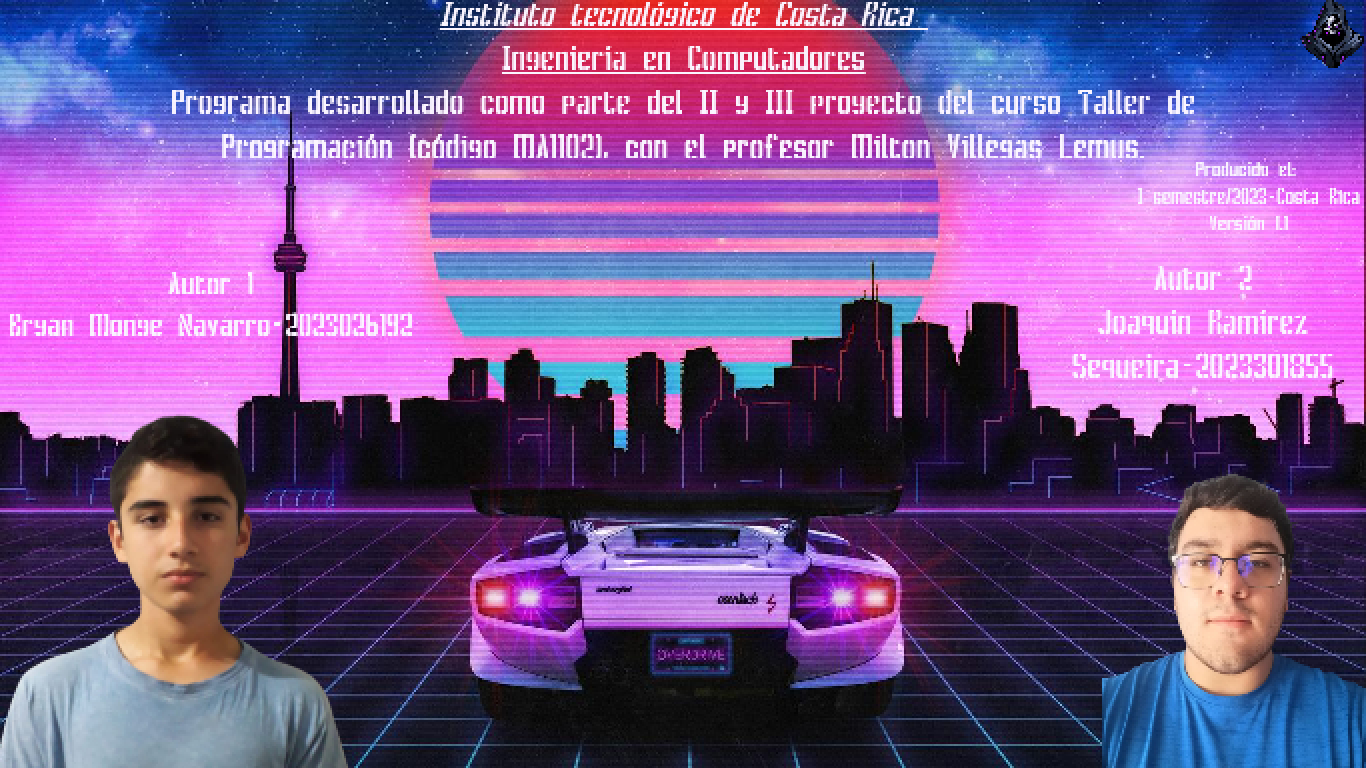 Instituto tecnológico de Costa Rica
Ingeniería en Computadores
Programa desarrollado como parte del II y III proyecto del curso Taller de
Programación (código MA1102), con el profesor Milton Villegas Lemus.
Producido el:
1 semestre/2023-Costa Rica
Versión 1.1
Autor 1
Bryan Monge Navarro-2023026192
Autor 2
Joaquin Ramirez
Sequeira-2023301855
countach S
OVERDRIVE